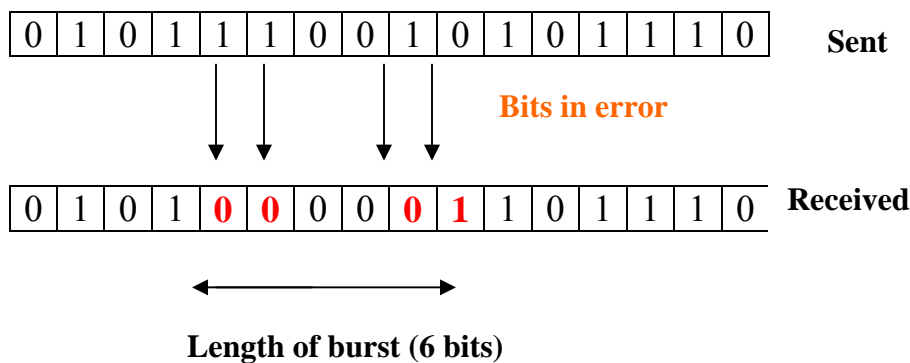 0 1 0 1 1 1 0 0 1 0 1 0 1 1 1 0 Sent
Bits in error
0 1 0 1 0 0 0 0 0 1 1 0 1 1 1 0 Received
Length of burst (6 bits)